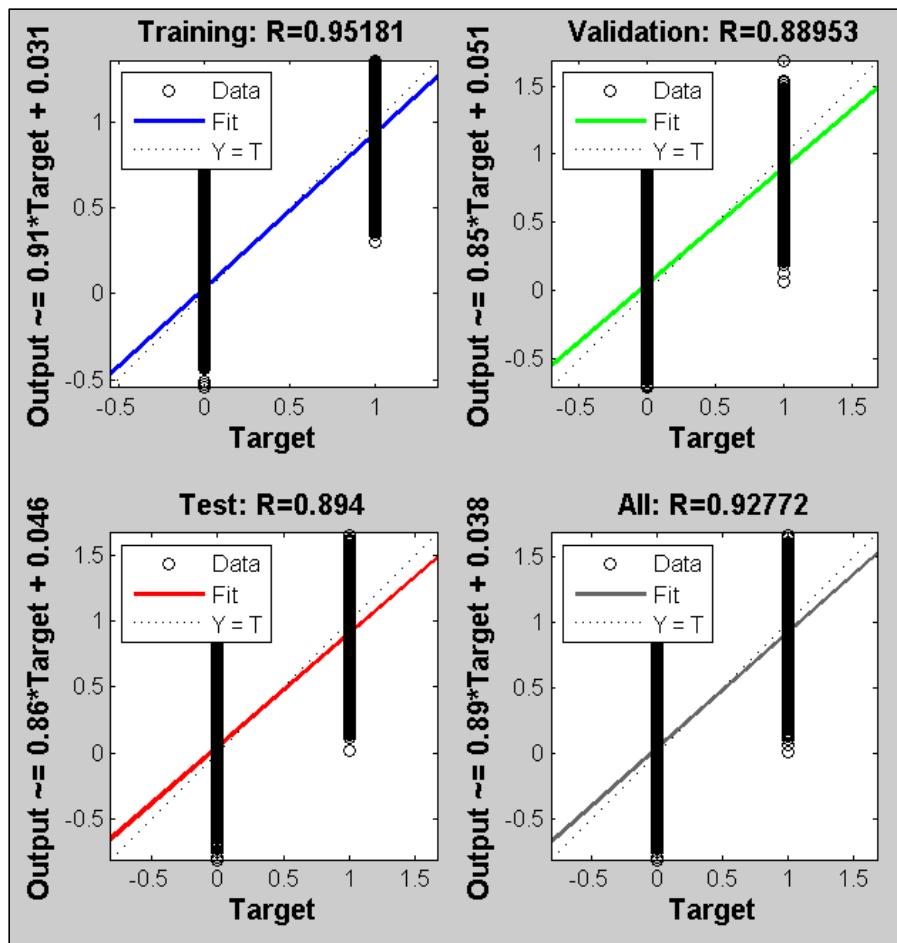 Training: R=0.95181
Output ~= 0.91*Target + 0.031
Data
Fit
Y = T
1
0.5
0
-0.5
-0.5 0 0.5 1
Target
Validation: R=0.88953
Output ~= 0.85*Target + 0.051
Data
Fit
Y = T
1.5
1
0.5
0
-0.5
-0.5 0 0.5 1 1.5
Target
Test: R=0.894
Output ~= 0.86*Target + 0.046
Data
Fit
Y = T
1.5
1
0.5
0
-0.5
-0.5 0 0.5 1 1.5
Target
All: R=0.92772
Output ~= 0.89*Target + 0.038
Data
Fit
Y = T
1.5
1
0.5
0
-0.5
-0.5 0 0.5 1 1.5
Target